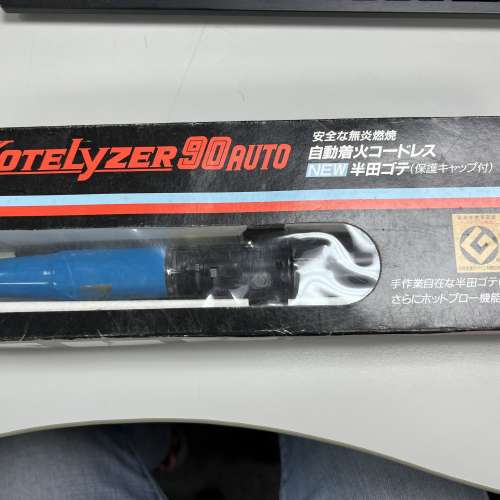 KOTELYZER 90 AUTO
安全な無炎燃焼
自動着火コードレス
NEW 半田ゴテ(保護キャップ付)
手作業自在な半田ゴテ
さらにホットブロー機能